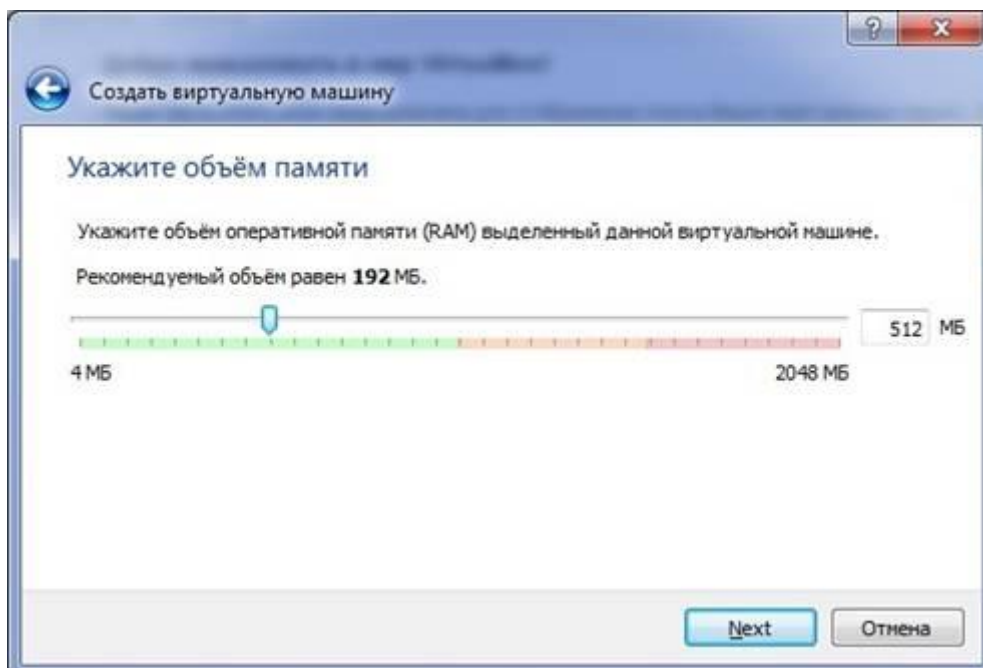 ?
Создать виртуальную машину
Укажите объём памяти
Укажите объём оперативной памяти (RAM) выделенный данной виртуальной машине.
Рекомендуемый объём равен 192 МБ.
512 МБ
4 МБ 2048 МБ
Next Отмена